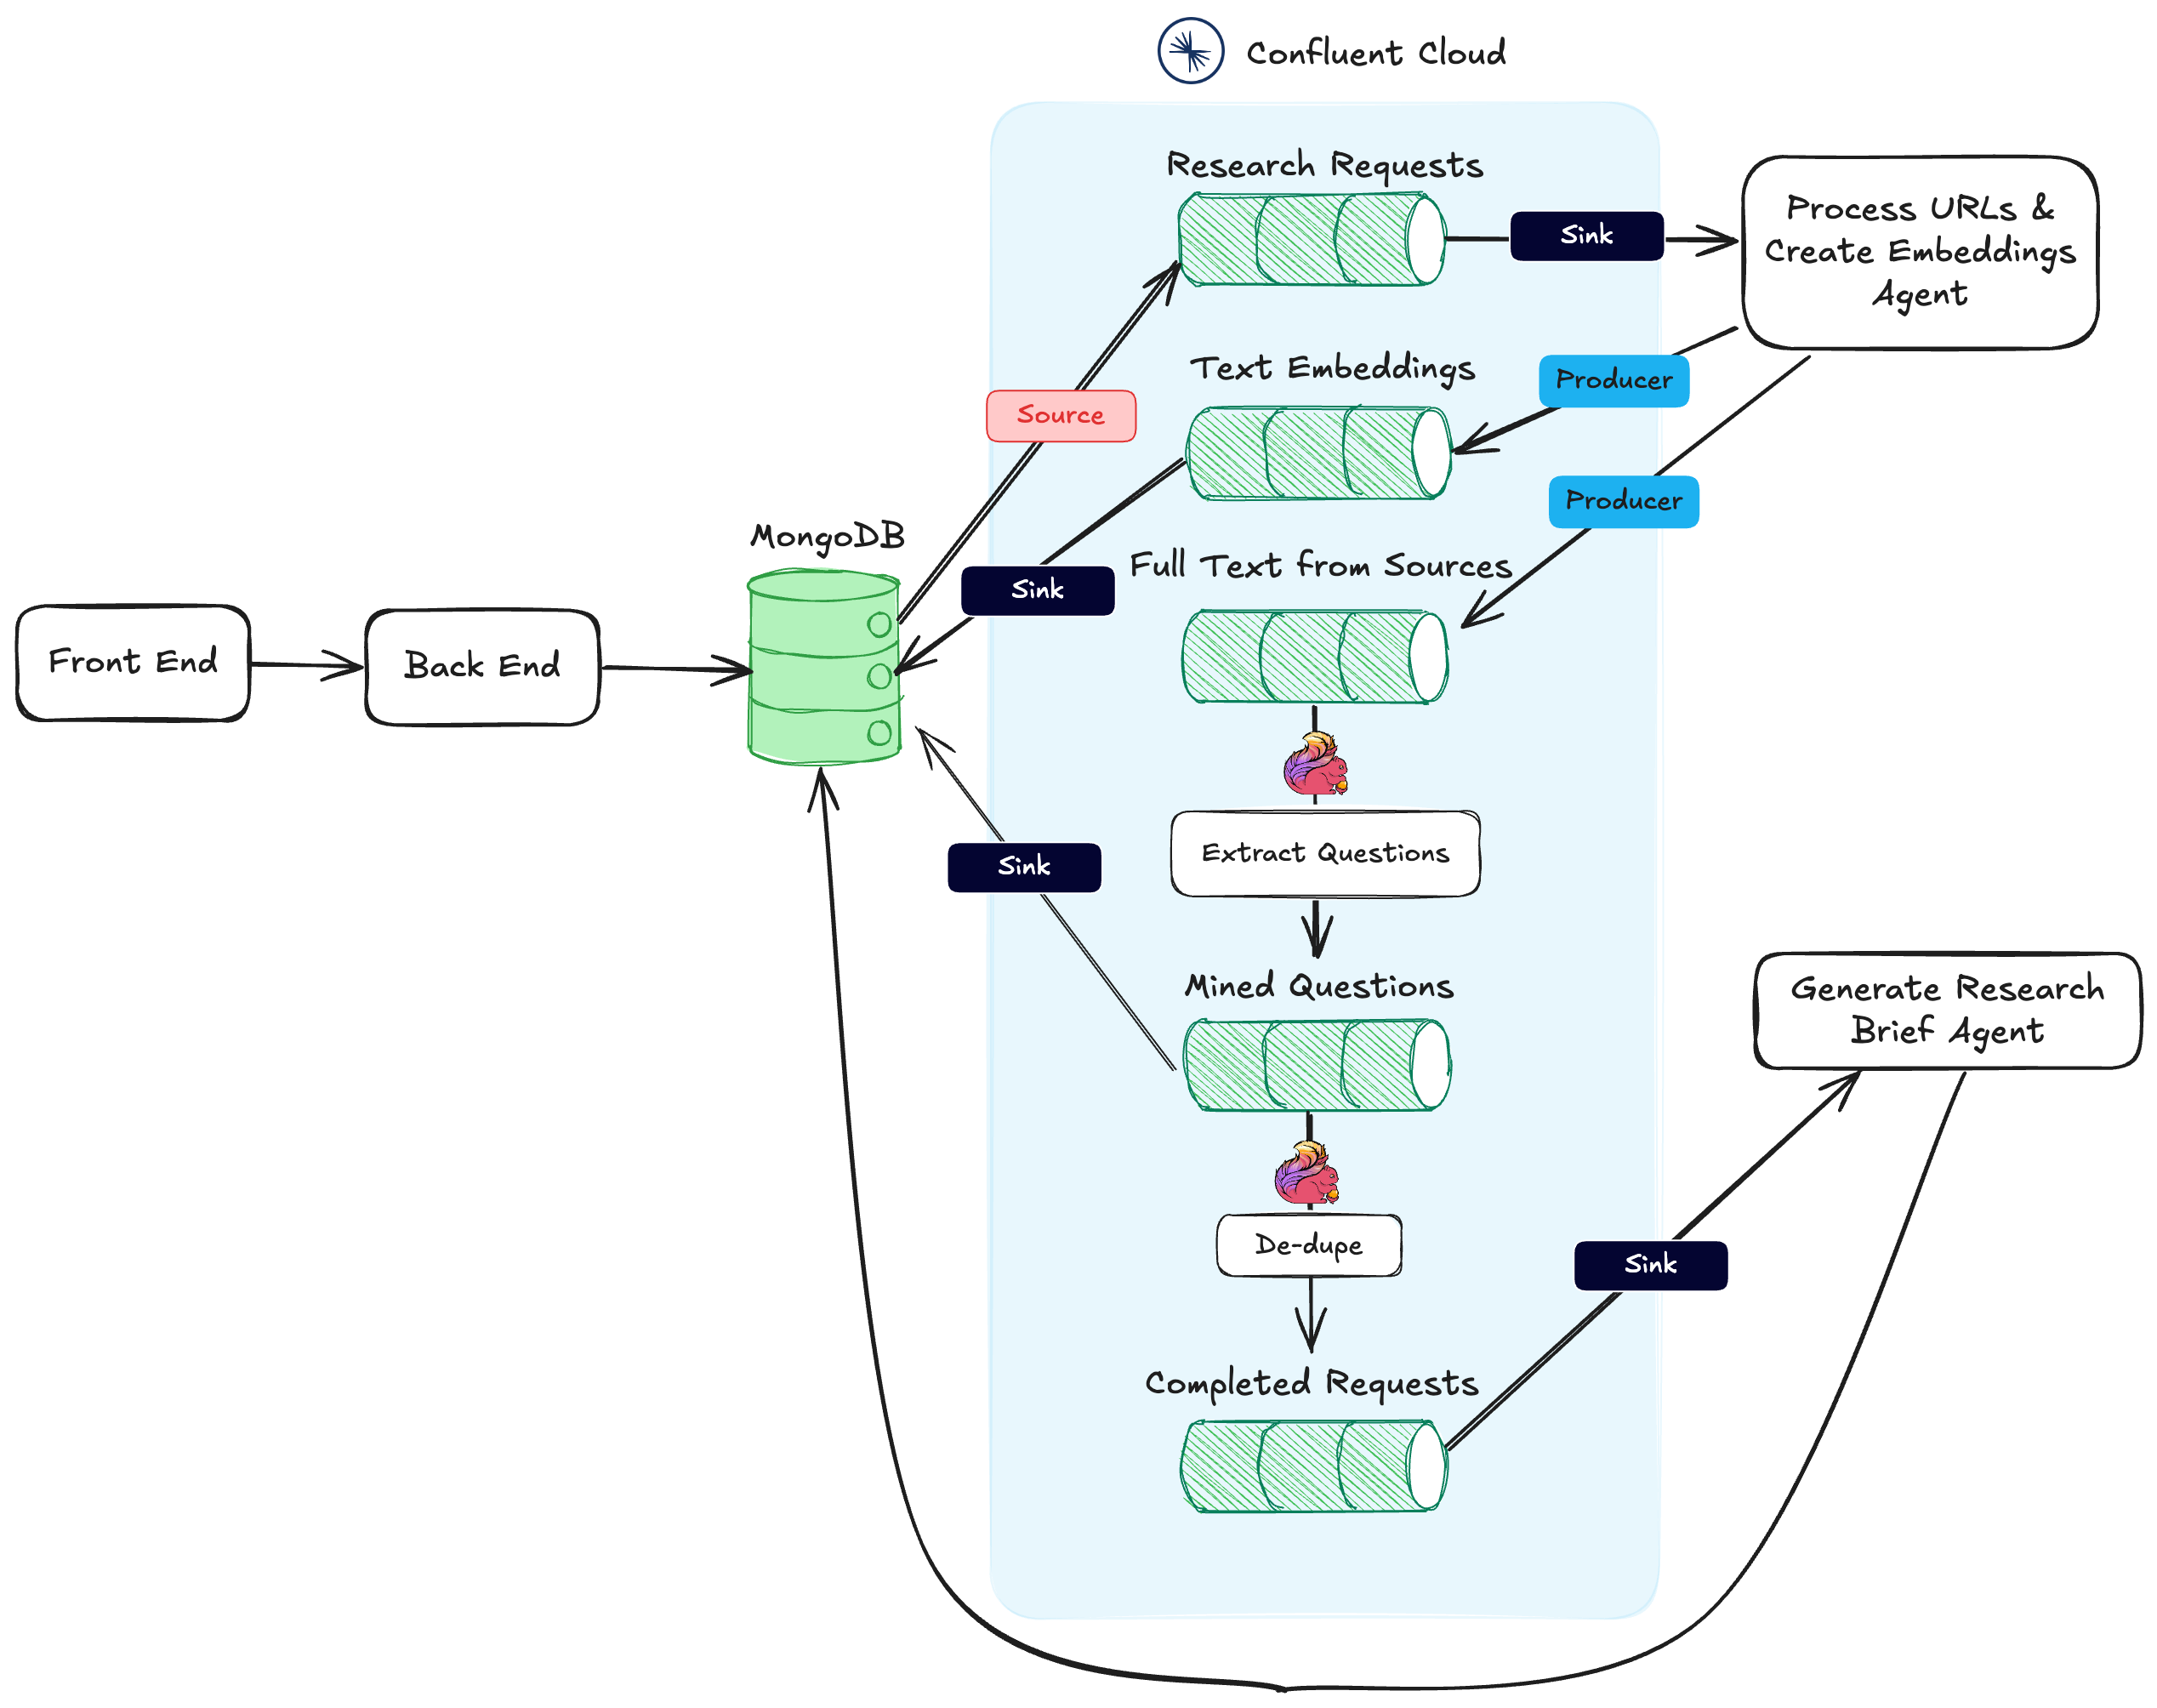 Confluent Cloud
Research Requests
Sink
Process URLs &
Create Embeddings
Agent
Text Embeddings
Producer
Source
Producer
MongoDB
Full Text from Sources
Sink
Front End
Back End
Extract Questions
Sink
Mined Questions
Generate Research
Brief Agent
De-dupe
Sink
Completed Requests